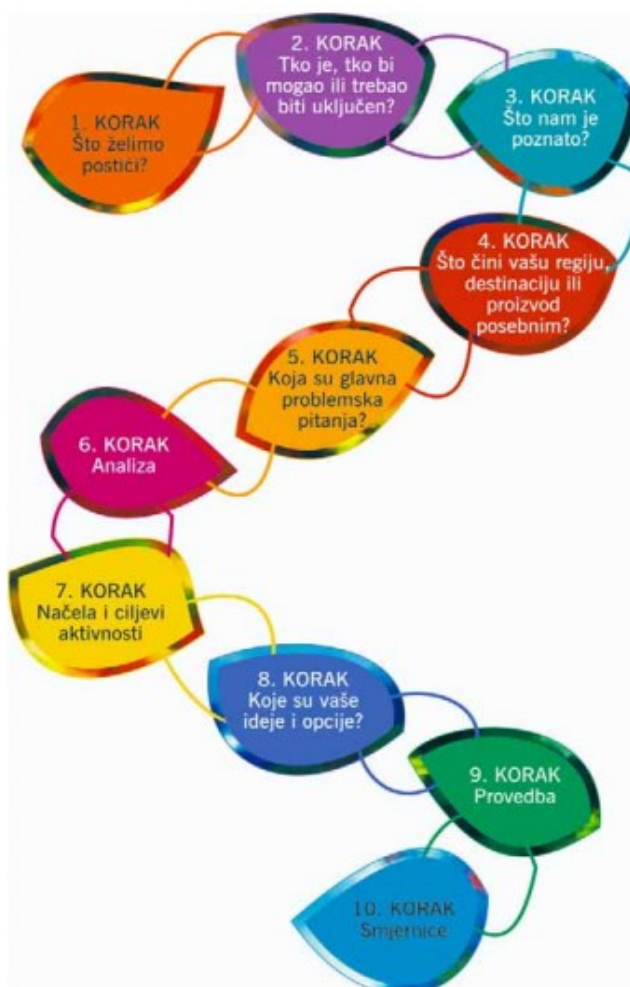 1. KORAK
Što želimo
postići?
2. KORAK
Tko je, tko bi
mogao ili trebao
biti uključen?
3. KORAK
Što nam je
poznato?
4. KORAK
Što čini vašu regiju,
destinaciju ili
proizvod
posebnim?
5. KORAK
Koja su glavna
problemska
pitanja?
6. KORAK
Analiza
7. KORAK
Načela i ciljevi
aktivnosti
8. KORAK
Koje su vaše
ideje i opcije?
9. KORAK
Provedba
10. KORAK
Smjernice